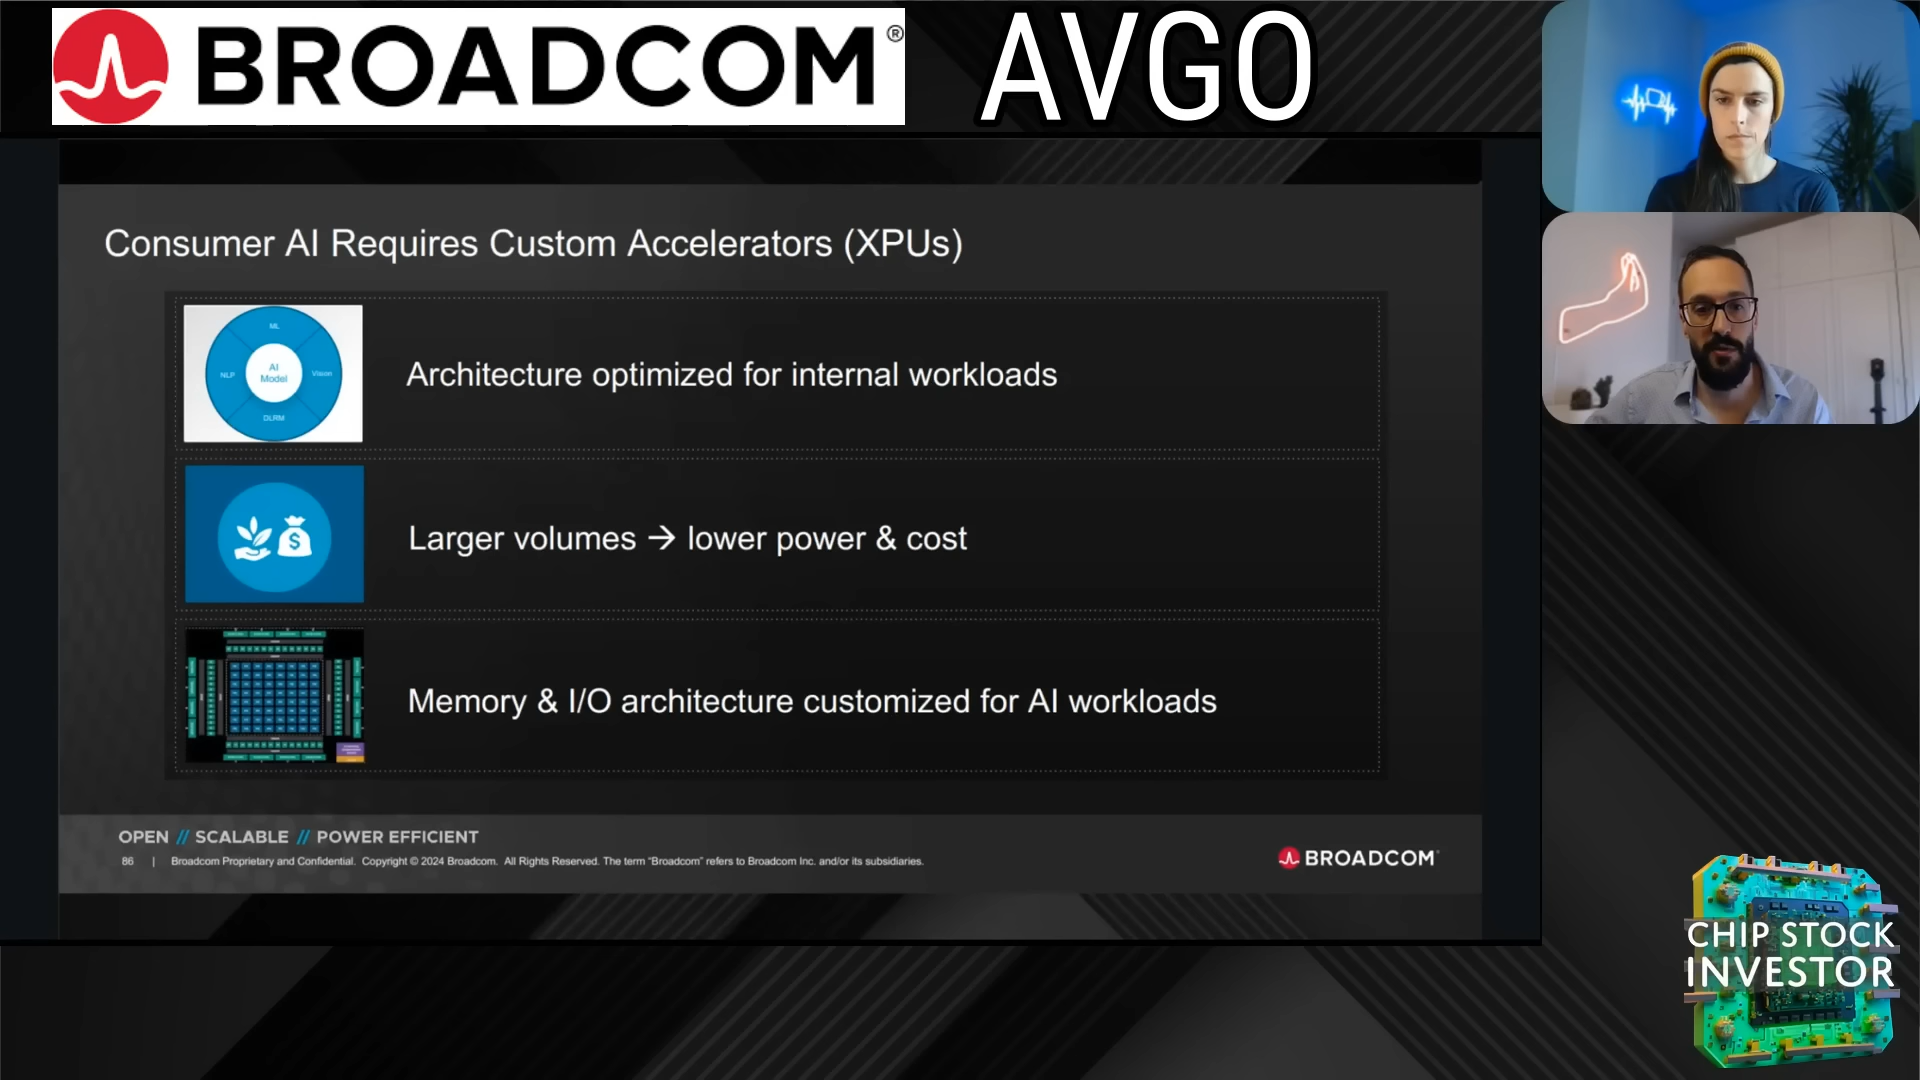 BROADCOM®
AVGO
Consumer AI Requires Custom Accelerators (XPUs)
ML
NLP
AI
Model
Vision
DLRM
Architecture optimized for internal workloads
$
Larger volumes → lower power & cost
Memory & I/O architecture customized for AI workloads
OPEN // SCALABLE // POWER EFFICIENT
86 | Broadcom Proprietary and Confidential. Copyright © 2024 Broadcom. All Rights Reserved. The term “Broadcom” refers to Broadcom Inc. and/or its subsidiaries.
BROADCOM
CHIP STOCK
INVESTOR